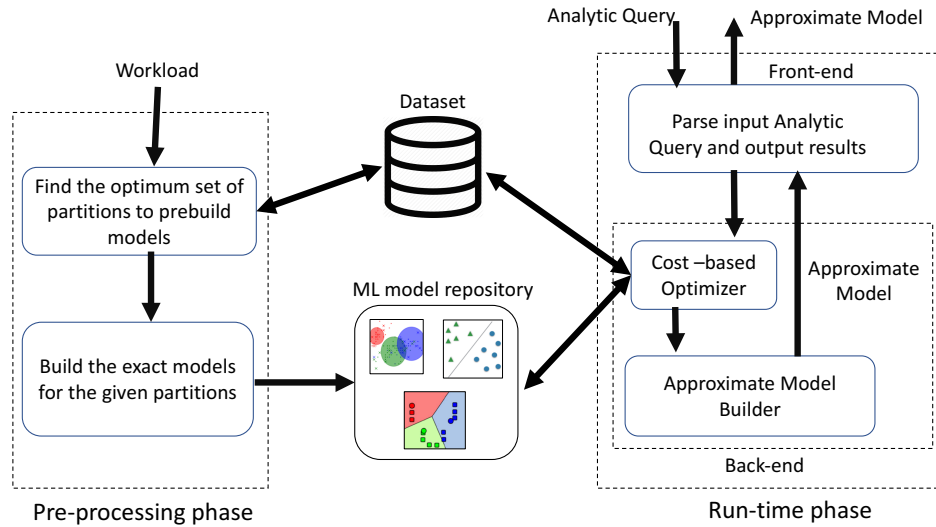 Analytic Query
Approximate Model
Workload
Dataset
Front-end
Parse input Analytic
Query and output results
Find the optimum set of
partitions to prebuild
models
Cost –based
Optimizer
Approximate
Model
ML model repository
Build the exact models
for the given partitions
Approximate Model
Builder
Back-end
Pre-processing phase
Run-time phase